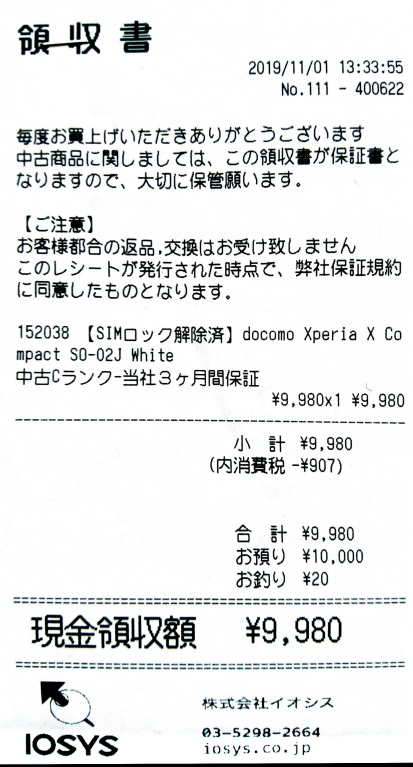 領収書
2019/11/01 13:33:55
No.111 - 400622
毎度お買上げいただきありがとうございます
中古商品に関しましては、この領収書が保証書と
なりますので、大切に保管願います。
【ご注意】
お客様都合の返品,交換はお受け致しません
このレシートが発行された時点で、弊社保証規約
に同意したものとなります。
152038 【SIMロック解除済】docomo Xperia X Co
mpact SO-02J White
中古Cランク-当社3ヶ月間保証
¥9,980x1 ¥9,980
小 計 ¥9,980
(内消費税 -¥907)
合 計 ¥9,980
お預り ¥10,000
お釣り ¥20
現金領収額 ¥9,980
株式会社イオシス
03-5298-2664
iosys.co.jp
IOSYS